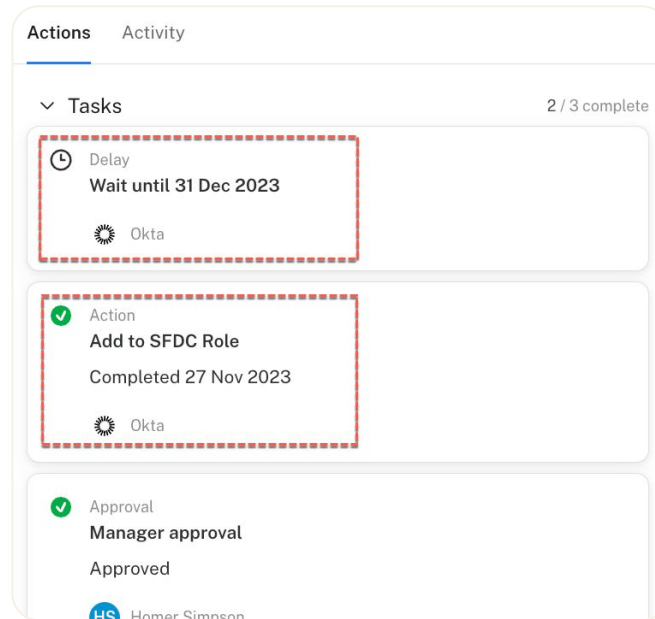 Actions Activity
Tasks 2 / 3 complete
Delay
Wait until 31 Dec 2023
Okta
Action
Add to SFDC Role
Completed 27 Nov 2023
Okta
Approval
Manager approval
Approved
HS Homer Simpson